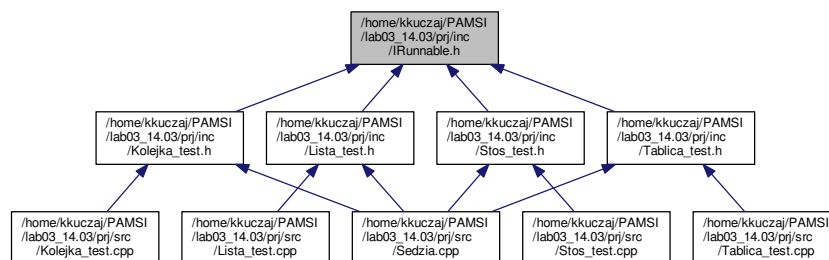 /home/kkuczaj/PAMSI
/lab03_14.03/prj/inc
/IRunnable.h
/home/kkuczaj/PAMSI
/lab03_14.03/prj/inc
/Kolejka_test.h
/home/kkuczaj/PAMSI
/lab03_14.03/prj/inc
/Lista_test.h
/home/kkuczaj/PAMSI
/lab03_14.03/prj/inc
/Stos_test.h
/home/kkuczaj/PAMSI
/lab03_14.03/prj/inc
/Tablica_test.h
/home/kkuczaj/PAMSI
/lab03_14.03/prj/src
/Kolejka_test.cpp
/home/kkuczaj/PAMSI
/lab03_14.03/prj/src
/Lista_test.cpp
/home/kkuczaj/PAMSI
/lab03_14.03/prj/src
/Sedzia.cpp
/home/kkuczaj/PAMSI
/lab03_14.03/prj/src
/Stos_test.cpp
/home/kkuczaj/PAMSI
/lab03_14.03/prj/src
/Tablica_test.cpp